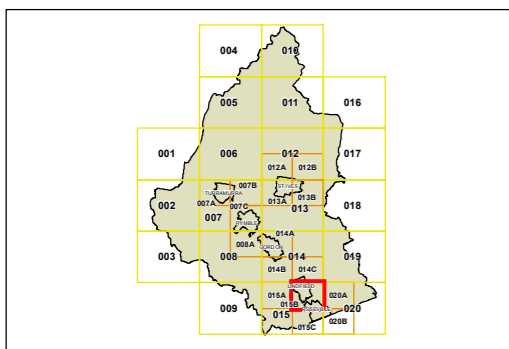 004 010
005 011 016
001 006 012 017
012A 012B
007B ST IVES
TURRAMURRA
002 007A 007C 013A 013B 018
007 013
PYMBLE
014A
008A GORDON
003 008 014 019
014B 014C
LINDFIELD
015A 020A
009 015B ROSEVILLE 020
015 020B
015C